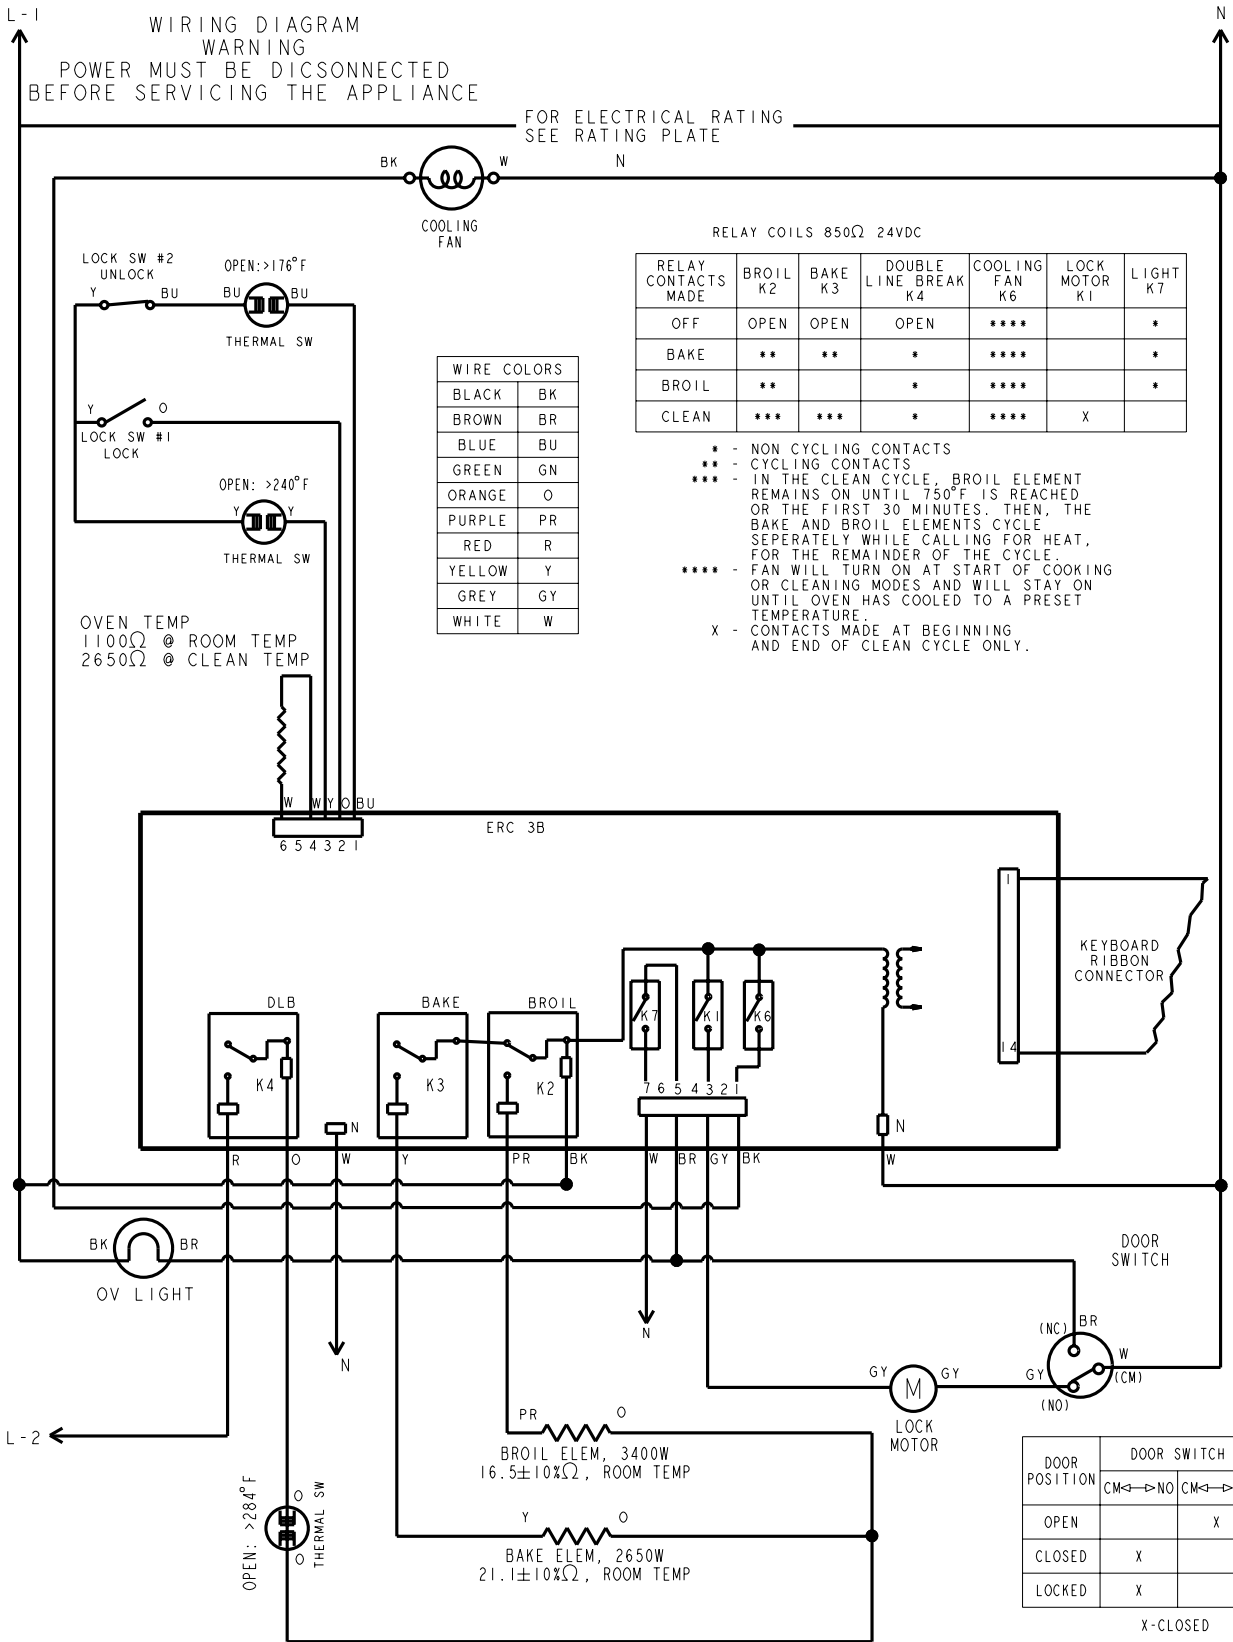 L-1
N
WIRING DIAGRAM
WARNING
POWER MUST BE DICSONNECTED
BEFORE SERVICING THE APPLIANCE
FOR ELECTRICAL RATING
SEE RATING PLATE
BK
W
N
COOLING
FAN
LOCK SW #2
UNLOCK
OPEN:>176°F
Y
BU
BU
BU
THERMAL SW
Y
O
LOCK SW #1
LOCK
OPEN: >240°F
Y
Y
THERMAL SW
RELAY COILS 850Ω 24VDC
RELAY CONTACTS MADE BROIL K2 BAKE K3 DOUBLE LINE BREAK K4 COOLING FAN K6 LOCK MOTOR K1 LIGHT K7
OFF OPEN OPEN OPEN **** *
BAKE ** ** * **** *
BROIL ** * **** *
CLEAN *** *** * **** X
WIRE COLORS
BLACK BK
BROWN BR
BLUE BU
GREEN GN
ORANGE O
PURPLE PR
RED R
YELLOW Y
GREY GY
WHITE W
* - NON CYCLING CONTACTS
** - CYCLING CONTACTS
*** - IN THE CLEAN CYCLE, BROIL ELEMENT
REMAINS ON UNTIL 750°F IS REACHED
OR THE FIRST 30 MINUTES. THEN, THE
BAKE AND BROIL ELEMENTS CYCLE
SEPERATELY WHILE CALLING FOR HEAT,
FOR THE REMAINDER OF THE CYCLE.
**** - FAN WILL TURN ON AT START OF COOKING
OR CLEANING MODES AND WILL STAY ON
UNTIL OVEN HAS COOLED TO A PRESET
TEMPERATURE.
X - CONTACTS MADE AT BEGINNING
AND END OF CLEAN CYCLE ONLY.
OVEN TEMP
1100Ω @ ROOM TEMP
2650Ω @ CLEAN TEMP
W W Y O BU
6 5 4 3 2 1
ERC 3B
1
14
KEYBOARD
RIBBON
CONNECTOR
DLB
BAKE
BROIL
K7
K1
K6
K4
K3
K2
7 6 5 4 3 2 1
N
N
R
O
W
Y
PR
BK
W
BR
GY
BK
W
BK
BR
OV LIGHT
DOOR
SWITCH
N
N
(NC)
BR
W
(CM)
GY
GY
GY
(NO)
M
LOCK
MOTOR
L-2
PR
O
BROIL ELEM, 3400W
16.5±10%Ω, ROOM TEMP
OPEN: >284°F
O
O
THERMAL SW
Y
O
BAKE ELEM, 2650W
21.1±10%Ω, ROOM TEMP
DOOR POSITION DOOR SWITCH
CM<->NO CM<->
OPEN X
CLOSED X
LOCKED X
X-CLOSED